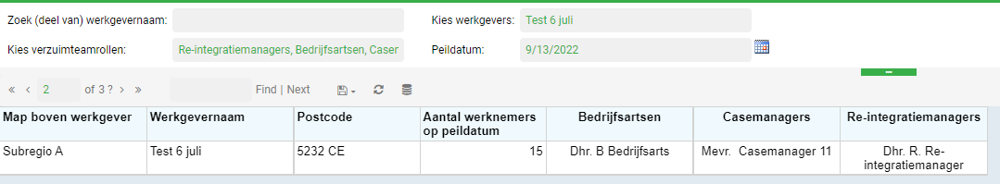 Zoek (deel van) werkgevernaam: Kies werkgevers: Test 6 juli
Kies verzuimteamrollen: Re-integratiemanagers, Bedrijfsartsen, Caser Peildatum: 9/13/2022
« ‹ 2 of 3 ? › » Find | Next
Map boven werkgever Werkgevernaam Postcode Aantal werknemers Bedrijfsartsen Casemanagers Re-integratiemanagers
op peildatum
Subregio A Test 6 juli 5232 CE 15 Dhr. B Bedrijfsarts Mevr. Casemanager 11 Dhr. R. Re-
integratiemanager